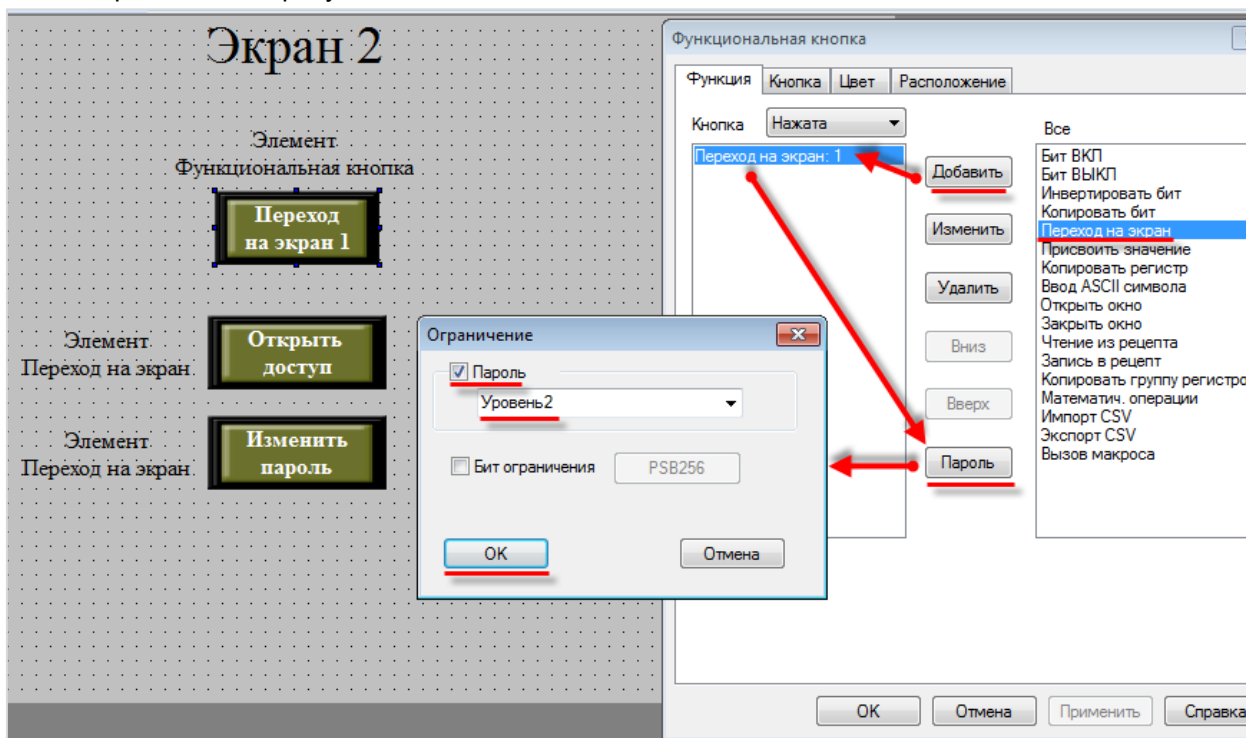 Экран 2
Элемент
Функциональная кнопка
Переход
на экран 1
Элемент
Переход на экран
Открыть
доступ
Элемент
Переход на экран
Изменить
пароль
Функциональная кнопка
Функция Кнопка Цвет Расположение
Кнопка Нажата
Переход на экран: 1
Добавить
Изменить
Удалить
Вниз
Вверх
Пароль
Все
Бит ВКЛ
Бит ВЫКЛ
Инвертировать бит
Копировать бит
Переход на экран
Присвоить значение
Копировать регистр
Ввод ASCII символа
Открыть окно
Закрыть окно
Чтение из рецепта
Запись в рецепт
Копировать группу регистро
Математич. операции
Импорт CSV
Экспорт CSV
Вызов макроса
Ограничение
Пароль
Уровень2
Бит ограничения PSB256
OK Отмена
OK Отмена Применить Справка